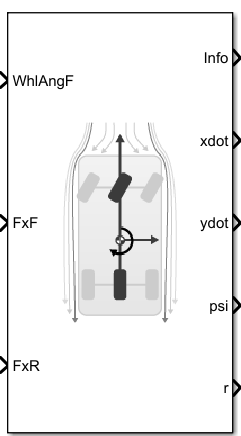 Info
WhlAngF
xdot
FxF
ydot
psi
FxR
r